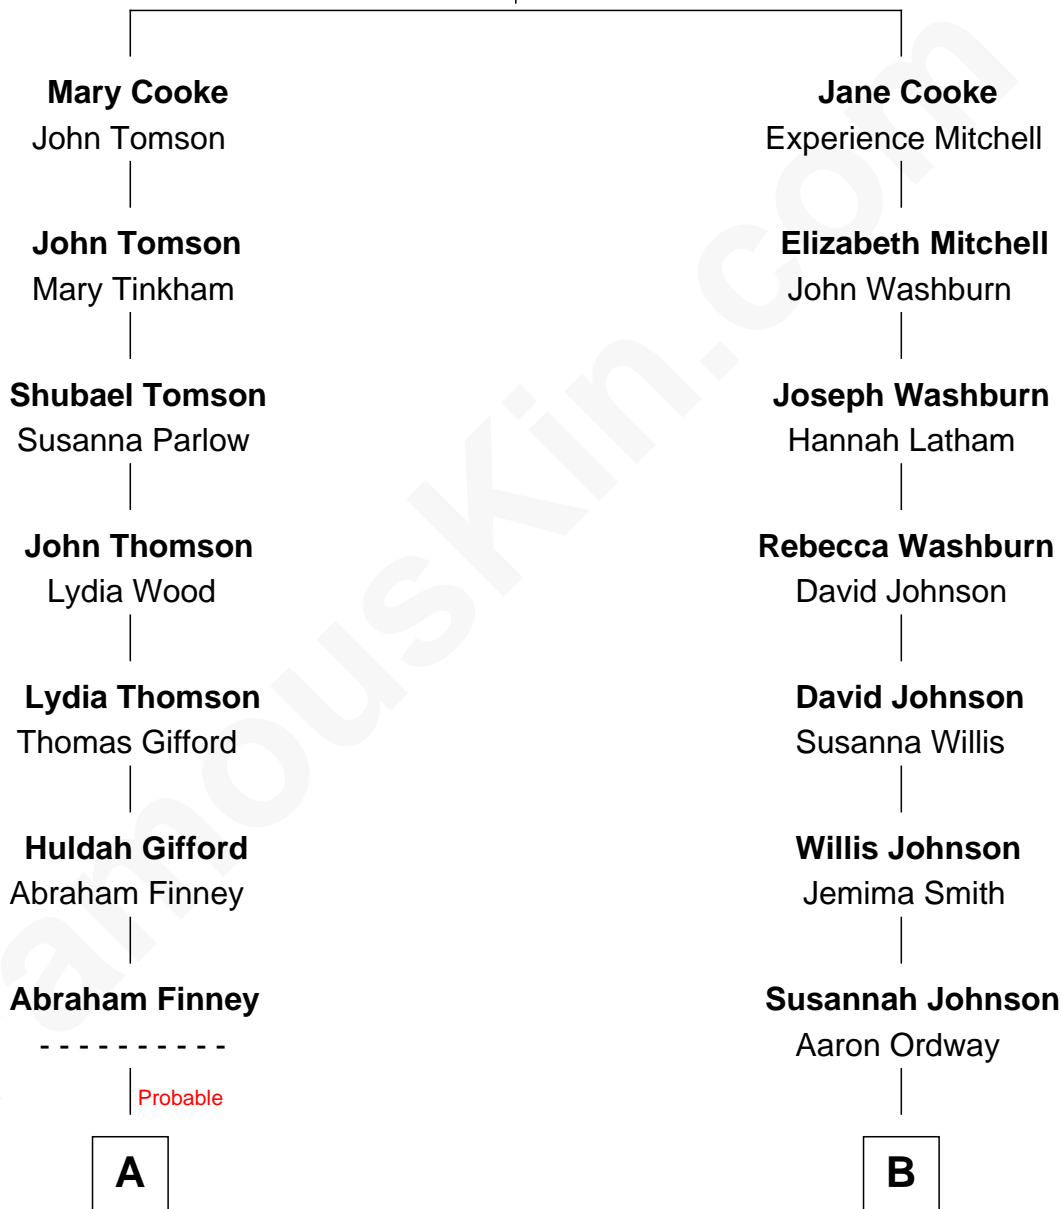 Mary Cooke
John Tomson
John Tomson
Mary Tinkham
Shubael Tomson
Susanna Parlow
John Thomson
Lydia Wood
Lydia Thomson
Thomas Gifford
Huldah Gifford
Abraham Finney
Abraham Finney
- - - - - - - - - -
Probable
A
Jane Cooke
Experience Mitchell
Elizabeth Mitchell
John Washburn
Joseph Washburn
Hannah Latham
Rebecca Washburn
David Johnson
David Johnson
Susanna Willis
Willis Johnson
Jemima Smith
Susannah Johnson
Aaron Ordway
B
amousKin.com